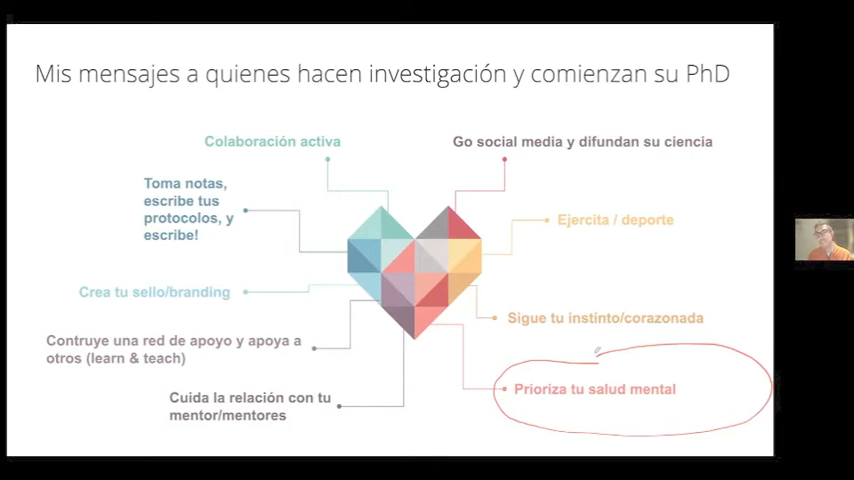 Mis mensajes a quienes hacen investigación y comienzan su PhD
Colaboración activa
Go social media y difundan su ciencia
Toma notas,
escribe tus
protocolos, y
escribe!
Ejercita / deporte
Crea tu sello/branding
Sigue tu instinto/corazonada
Contruye una red de apoyo y apoya a
otros (learn & teach)
Prioriza tu salud mental
Cuida la relación con tu
mentor/mentores